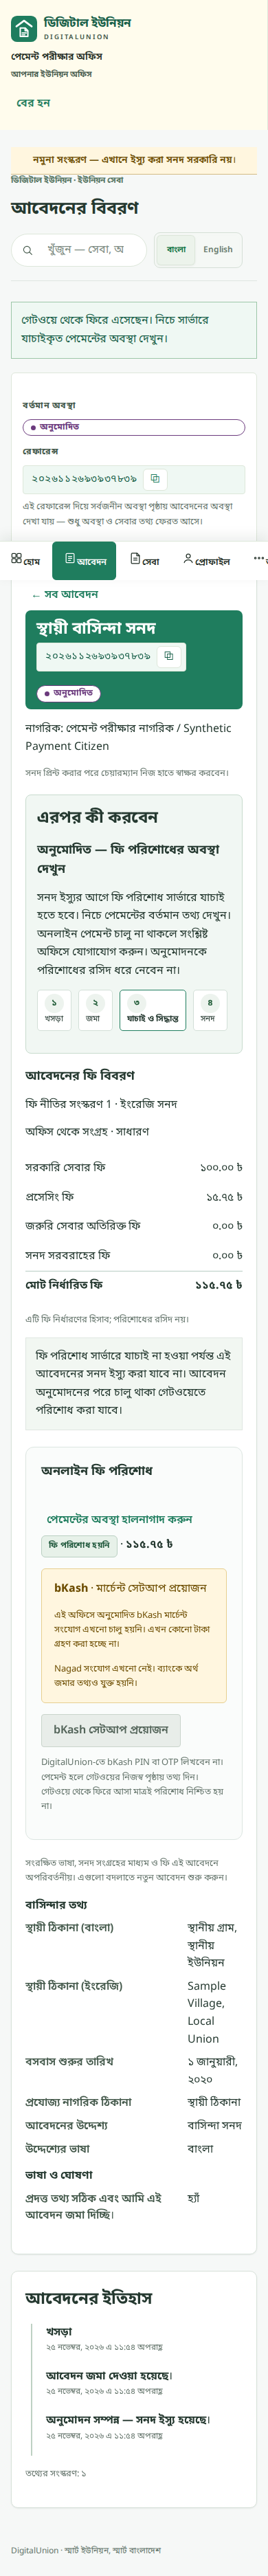 ডিজিটাল ইউনিয়ন
DIGITALUNION
পেমেন্ট পরীক্ষার অফিস
আপনার ইউনিয়ন অফিস
বের হন
নমুনা সংস্করণ — এখানে ইস্যু করা সনদ সরকারি নয়।
ডিজিটাল ইউনিয়ন · ইউনিয়ন সেবা
আবেদনের বিবরণ
খুঁজুন — সেবা, অ
বাংলা
English
গেটওয়ে থেকে ফিরে এসেছেন। নিচে সার্ভারে
যাচাইকৃত পেমেন্টের অবস্থা দেখুন।
বর্তমান অবস্থা
অনুমোদিত
রেফারেন্স
২০২৬১১২৬৯৩৯৩৭৮৩৯
এই রেফারেন্স দিয়ে সর্বজনীন অবস্থা পৃষ্ঠায় আবেদনের অবস্থা
দেখা যায় — শুধু অবস্থা ও সেবার তথ্য ফেরত আসে।
হোম
আবেদন
সেবা
প্রোফাইল
← সব আবেদন
স্থায়ী বাসিন্দা সনদ
২০২৬১১২৬৯৩৯৩৭৮৩৯
অনুমোদিত
নাগরিক: পেমেন্ট পরীক্ষার নাগরিক / Synthetic
Payment Citizen
সনদ প্রিন্ট করার পরে চেয়ারম্যান নিজ হাতে স্বাক্ষর করবেন।
এরপর কী করবেন
অনুমোদিত — ফি পরিশোধের অবস্থা
দেখুন
সনদ ইস্যুর আগে ফি পরিশোধ সার্ভারে যাচাই
হতে হবে। নিচে পেমেন্টের বর্তমান তথ্য দেখুন।
অনলাইন পেমেন্ট চালু না থাকলে সংশ্লিষ্ট
অফিসে যোগাযোগ করুন। অনুমোদনকে
পরিশোধের রসিদ ধরে নেবেন না।
১
খসড়া
২
জমা
৩
যাচাই ও সিদ্ধান্ত
৪
সনদ
আবেদনের ফি বিবরণ
ফি নীতির সংস্করণ 1 · ইংরেজি সনদ
অফিস থেকে সংগ্রহ · সাধারণ
সরকারি সেবার ফি ১০০.০০ ৳
প্রসেসিং ফি ১৫.৭৫ ৳
জরুরি সেবার অতিরিক্ত ফি ০.০০ ৳
সনদ সরবরাহের ফি ০.০০ ৳
মোট নির্ধারিত ফি ১১৫.৭৫ ৳
এটি ফি নির্ধারণের হিসাব; পরিশোধের রসিদ নয়।
ফি পরিশোধ সার্ভারে যাচাই না হওয়া পর্যন্ত এই
আবেদনের সনদ ইস্যু করা যাবে না। আবেদন
অনুমোদনের পরে চালু থাকা গেটওয়েতে
পরিশোধ করা যাবে।
অনলাইন ফি পরিশোধ
পেমেন্টের অবস্থা হালনাগাদ করুন
ফি পরিশোধ হয়নি · ১১৫.৭৫ ৳
bKash · মার্চেন্ট সেটআপ প্রয়োজন
এই অফিসে অনুমোদিত bKash মার্চেন্ট
সংযোগ এখনো চালু হয়নি। এখন কোনো টাকা
গ্রহণ করা হচ্ছে না।
Nagad সংযোগ এখনো নেই। ব্যাংকে অর্থ
জমার তথ্যও যুক্ত হয়নি।
bKash সেটআপ প্রয়োজন
DigitalUnion-তে bKash PIN বা OTP লিখবেন না।
পেমেন্ট হলে গেটওয়ের নিজস্ব পৃষ্ঠায় তথ্য দিন।
গেটওয়ে থেকে ফিরে আসা মাত্রই পরিশোধ নিশ্চিত হয়
না।
সংরক্ষিত ভাষা, সনদ সংগ্রহের মাধ্যম ও ফি এই আবেদনে
অপরিবর্তনীয়। এগুলো বদলাতে নতুন আবেদন শুরু করুন।
বাসিন্দার তথ্য
স্থায়ী ঠিকানা (বাংলা) স্থানীয় গ্রাম,
স্থানীয়
ইউনিয়ন
স্থায়ী ঠিকানা (ইংরেজি) Sample
Village,
Local
Union
বসবাস শুরুর তারিখ ১ জানুয়ারী,
২০২০
প্রযোজ্য নাগরিক ঠিকানা স্থায়ী ঠিকানা
আবেদনের উদ্দেশ্য বাসিন্দা সনদ
উদ্দেশ্যের ভাষা বাংলা
ভাষা ও ঘোষণা
প্রদত্ত তথ্য সঠিক এবং আমি এই হ্যাঁ
আবেদন জমা দিচ্ছি।
আবেদনের ইতিহাস
খসড়া
২৫ নভেম্বর, ২০২৬ এ ১১:৫৪ অপরাহ্ণ
আবেদন জমা দেওয়া হয়েছে।
২৫ নভেম্বর, ২০২৬ এ ১১:৫৪ অপরাহ্ণ
অনুমোদন সম্পন্ন — সনদ ইস্যু হয়েছে।
২৫ নভেম্বর, ২০২৬ এ ১১:৫৪ অপরাহ্ণ
তথ্যের সংস্করণ: ১
DigitalUnion · স্মার্ট ইউনিয়ন, স্মার্ট বাংলাদেশ